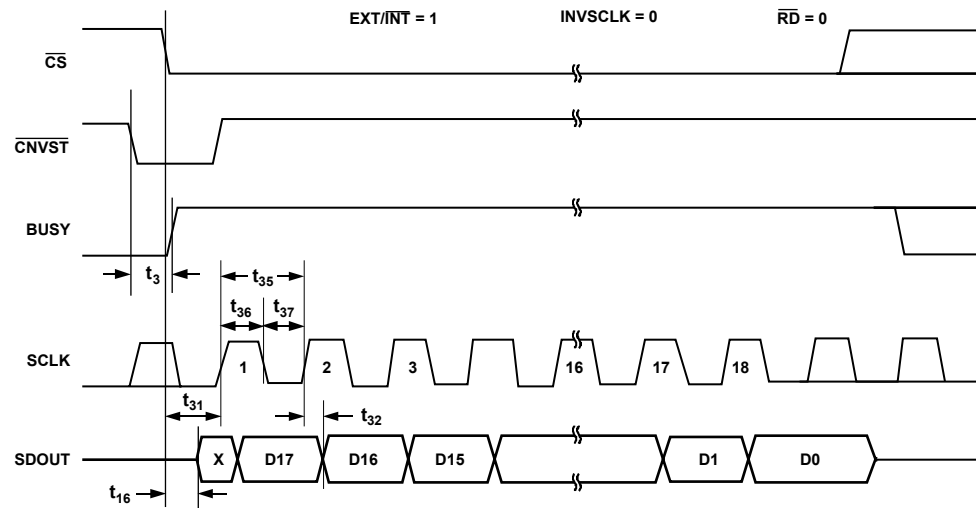 EXT/INT = 1 INVSCLK = 0 RD = 0
CS
CNVST
BUSY
t3
t35
t36 t37
SCLK 1 2 3 16 17 18
t31
t32
SDOUT X D17 D16 D15 D1 D0
t16